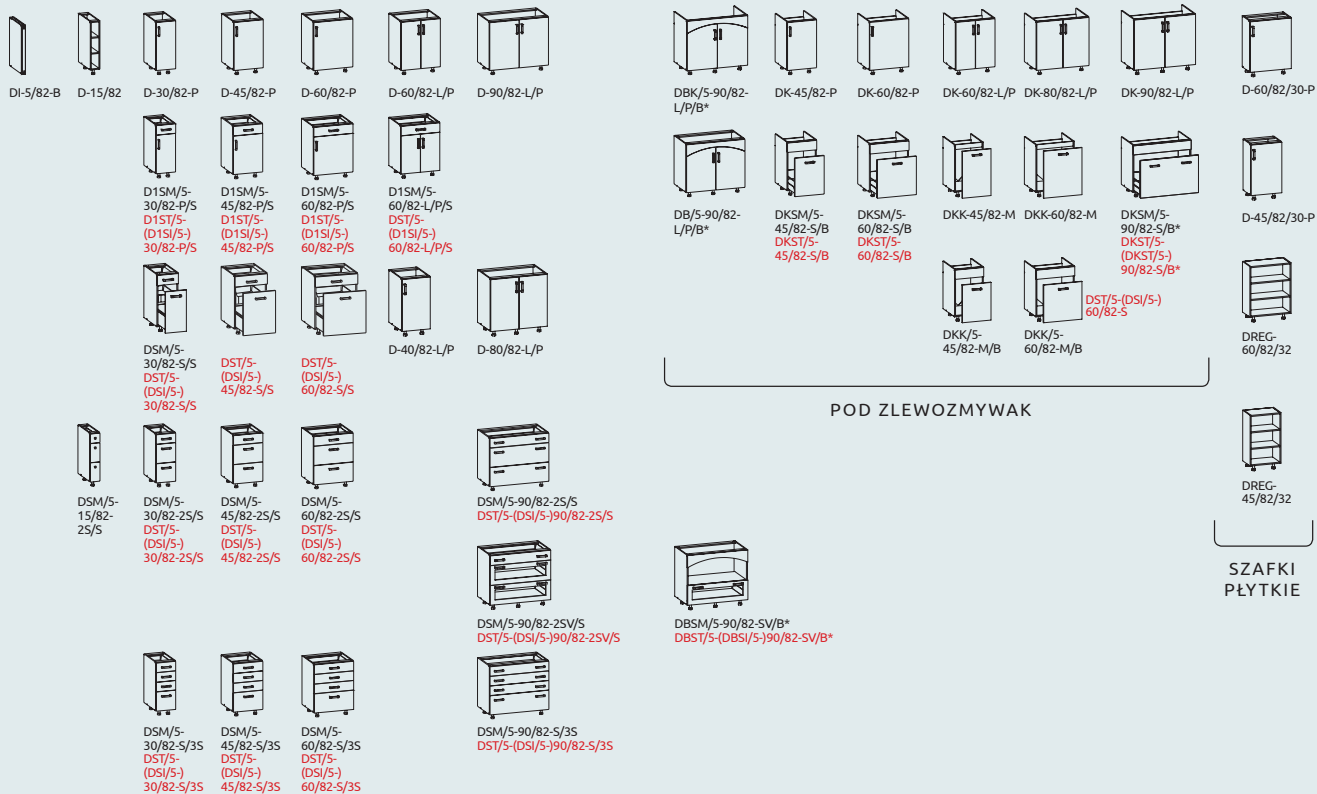 DI-5/82-B
D-15/82
D-30/82-P
D-45/82-P
D-60/82-P
D-60/82-L/P
D-90/82-L/P
DBK/5-90/82-
L/P/B*
DK-45/82-P
DK-60/82-P
DK-60/82-L/P
DK-80/82-L/P
DK-90/82-L/P
D-60/82/30-P
D1SM/5-
30/82-P/S
D1ST/5-
(D1SI/5-)
30/82-P/S
D1SM/5-
45/82-P/S
D1ST/5-
(D1SI/5-)
45/82-P/S
D1SM/5-
60/82-P/S
D1ST/5-
(D1SI/5-)
60/82-P/S
D1SM/5-
60/82-L/P/S
DST/5-
(D1SI/5-)
60/82-L/P/S
DB/5-90/82-
L/P/B*
DKSM/5-
45/82-S/B
DKST/5-
45/82-S/B
DKSM/5-
60/82-S/B
DKST/5-
60/82-S/B
DKK-45/82-M
DKK-60/82-M
DKSM/5-
90/82-S/B*
DKST/5-
(DKST/5-)
90/82-S/B*
D-45/82/30-P
DSM/5-
30/82-S/S
DST/5-
(DSI/5-)
30/82-S/S
DST/5-
(DSI/5-)
45/82-S/S
DST/5-
(DSI/5-)
60/82-S/S
D-40/82-L/P
D-80/82-L/P
DKK/5-
45/82-M/B
DKK/5-
60/82-M/B
DST/5-(DSI/5-)
60/82-S
DREG-
60/82/32
POD ZLEWOZMYWAK
DSM/5-
15/82-
2S/S
DSM/5-
30/82-2S/S
DST/5-
(DSI/5-)
30/82-2S/S
DSM/5-
45/82-2S/S
DST/5-
(DSI/5-)
45/82-2S/S
DSM/5-
60/82-2S/S
DST/5-
(DSI/5-)
60/82-2S/S
DSM/5-90/82-2S/S
DST/5-(DSI/5-)90/82-2S/S
DREG-
45/82/32
SZAFKI
PŁYTKIE
DSM/5-90/82-2SV/S
DST/5-(DSI/5-)90/82-2SV/S
DBSM/5-90/82-SV/B*
DBST/5-(DBSI/5-)90/82-SV/B*
DSM/5-
30/82-S/3S
DST/5-
(DSI/5-)
30/82-S/3S
DSM/5-
45/82-S/3S
DST/5-
(DSI/5-)
45/82-S/3S
DSM/5-
60/82-S/3S
DST/5-
(DSI/5-)
60/82-S/3S
DSM/5-90/82-S/3S
DST/5-(DSI/5-)90/82-S/3S